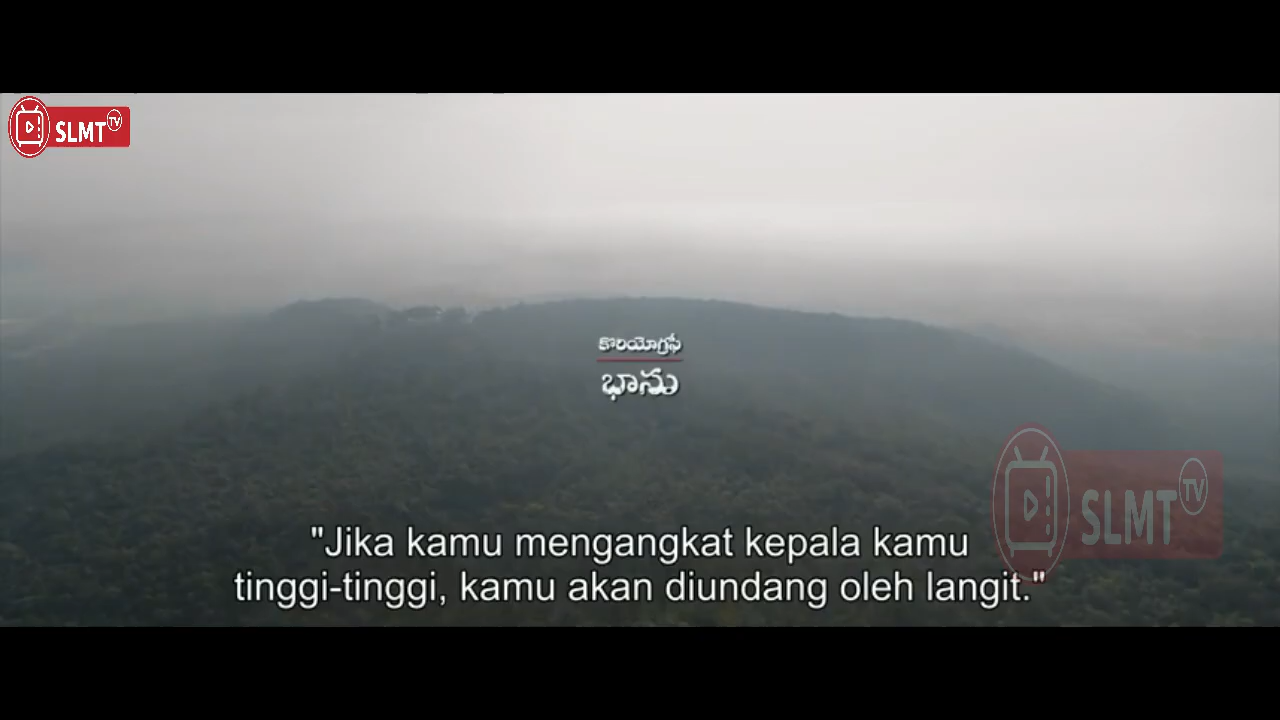 SLMT TV
కొరియోగ్రఫీ
భాను
SLMT TV
"Jika kamu mengangkat kepala kamu
tinggi-tinggi, kamu akan diundang oleh langit."